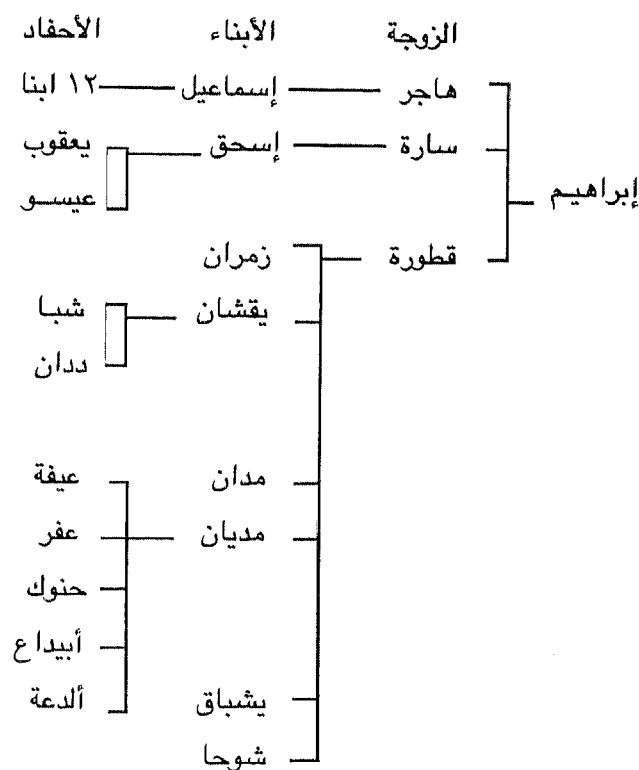 الزوجة الأبناء الأحفاد
هاجر إسماعيل ١٢ ابنا
سارة إسحق يعقوب
عيسو
إبراهيم
قطورة زمران
يقشان شبا
ددان
مدان عيفة
مديان عفر
حنوك
أبيداع
يشباق ألدعة
شوحا